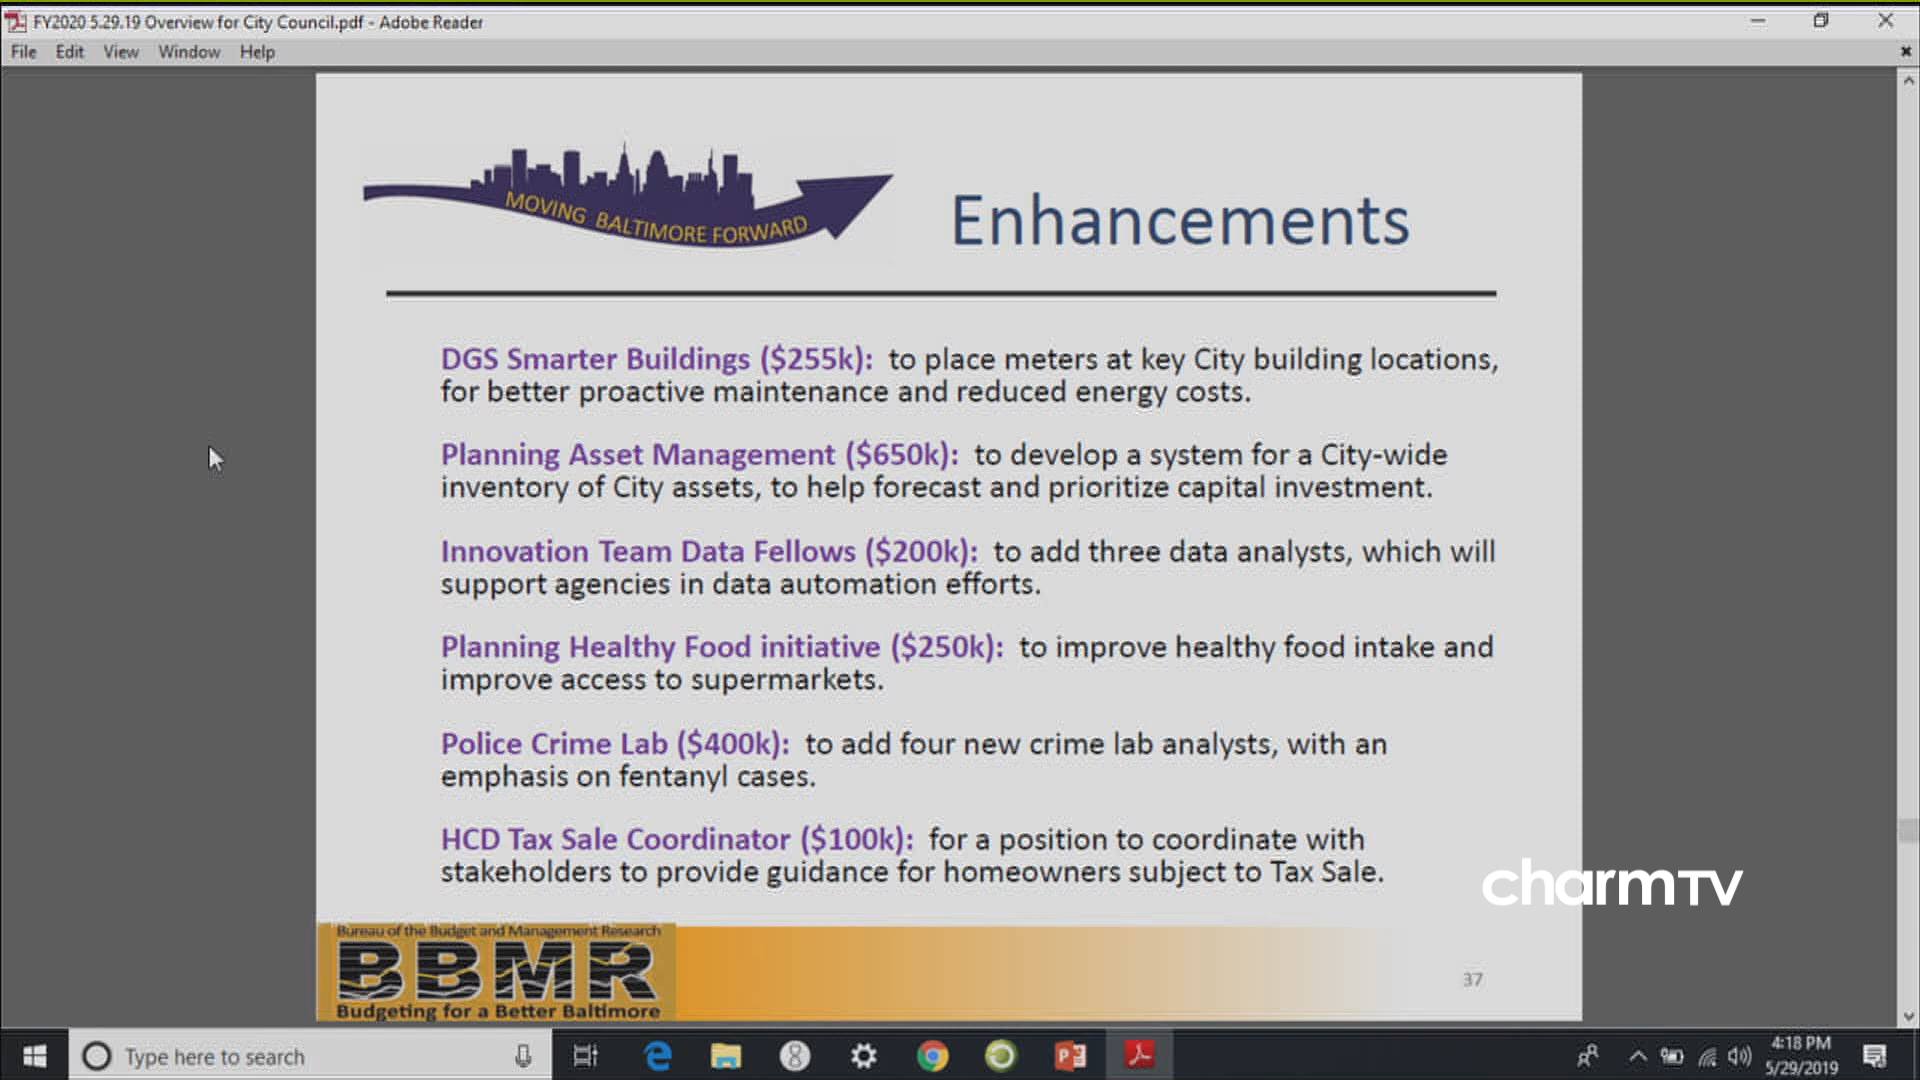 FY2020 5.29.19 Overview for City Council.pdf - Adobe Reader
File Edit View Window Help
MOVING BALTIMORE FORWARD
Enhancements
DGS Smarter Buildings ($255k): to place meters at key City building locations,
for better proactive maintenance and reduced energy costs.
Planning Asset Management ($650k): to develop a system for a City-wide
inventory of City assets, to help forecast and prioritize capital investment.
Innovation Team Data Fellows ($200k): to add three data analysts, which will
support agencies in data automation efforts.
Planning Healthy Food initiative ($250k): to improve healthy food intake and
improve access to supermarkets.
Police Crime Lab ($400k): to add four new crime lab analysts, with an
emphasis on fentanyl cases.
HCD Tax Sale Coordinator ($100k): for a position to coordinate with
stakeholders to provide guidance for homeowners subject to Tax Sale.
charmTV
Bureau of the Budget and Management Research
BBMR
Budgeting for a Better Baltimore
37
Type here to search
4:18 PM
5/29/2019